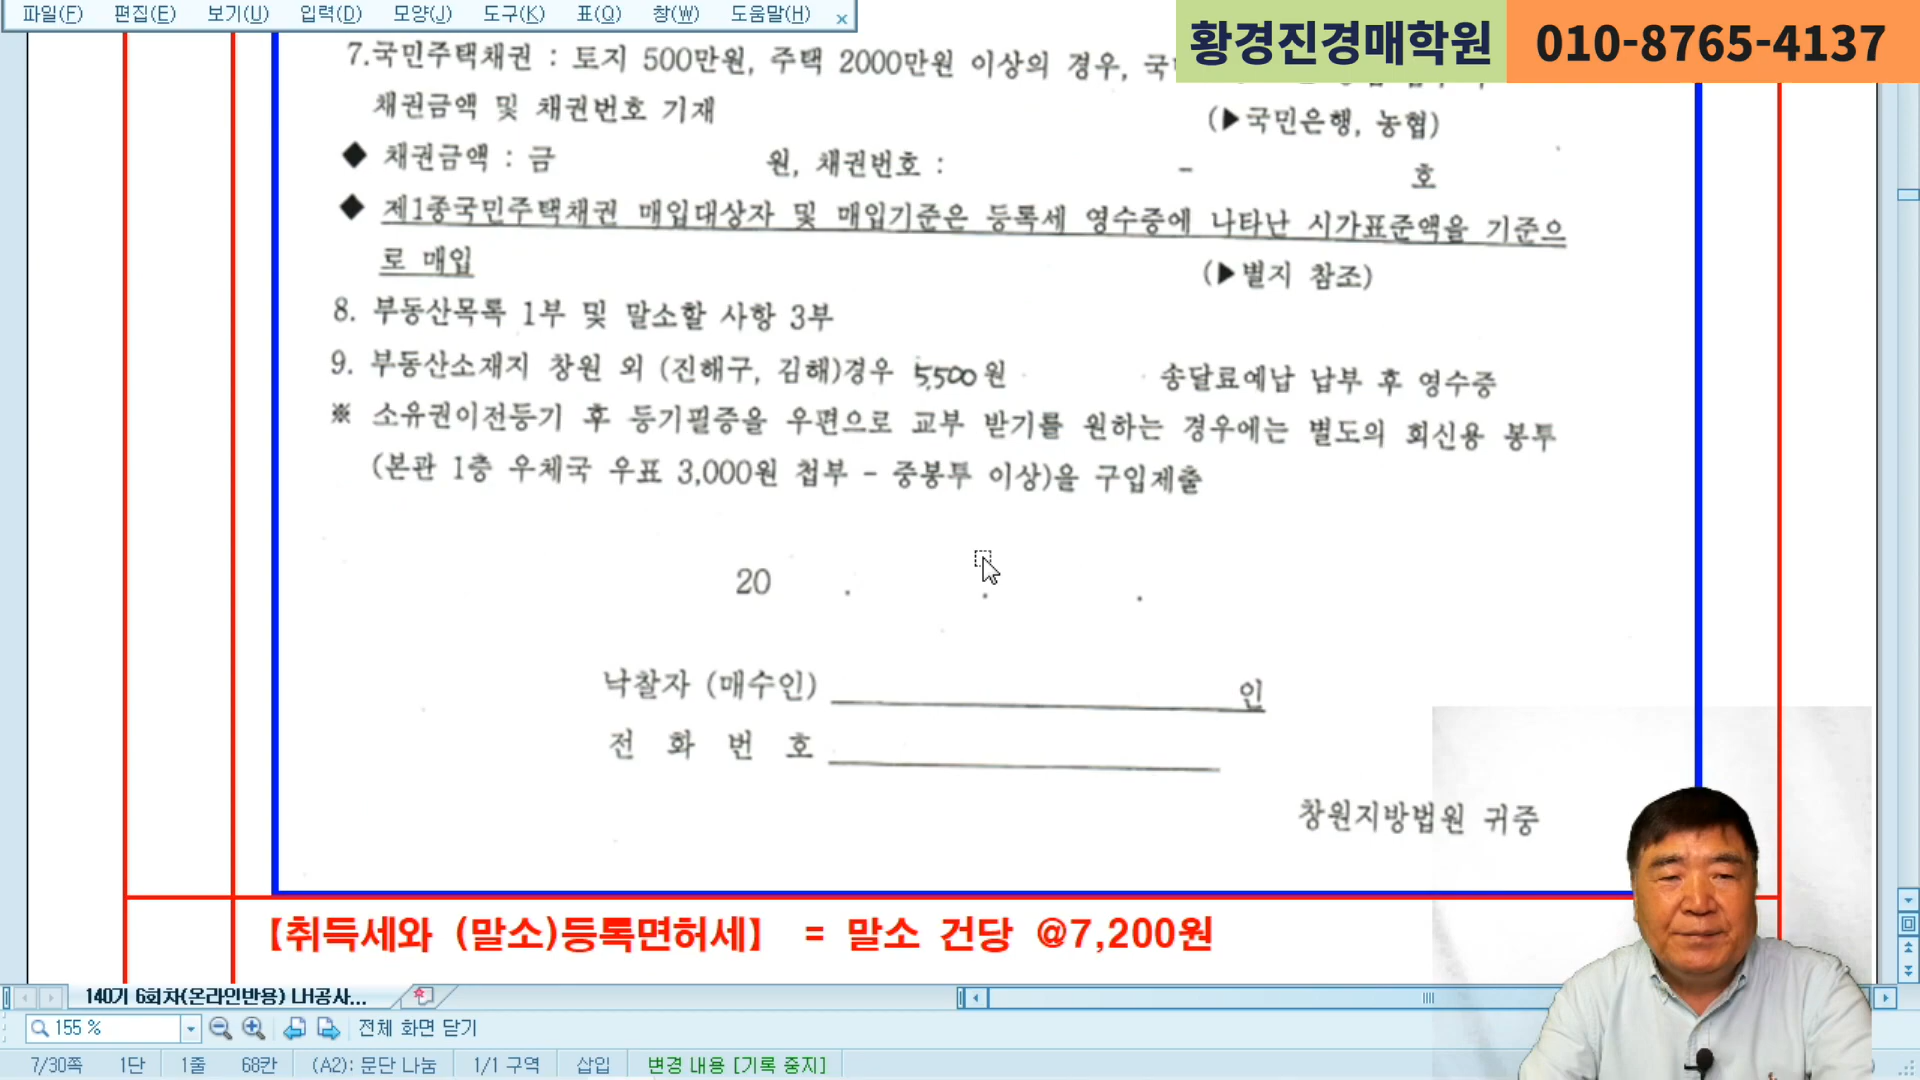 파일(F) 편집(E) 보기(U) 입력(D) 모양(J) 도구(K) 표(Q) 창(W) 도움말(H) x
황경진경매학원 010-8765-4137
7.국민주택채권 : 토지 500만원, 주택 2000만원 이상의 경우, 국
채권금액 및 채권번호 기재 (▶국민은행, 농협)
◆ 채권금액 : 금 원, 채권번호 : - 호
◆ 제1종국민주택채권 매입대상자 및 매입기준은 등록세 영수증에 나타난 시가표준액을 기준으
로 매입 (▶별지 참조)
8. 부동산목록 1부 및 말소할 사항 3부
9. 부동산소재지 창원 외 (진해구, 김해)경우 5,500원 송달료예납 납부 후 영수증
※ 소유권이전등기 후 등기필증을 우편으로 교부 받기를 원하는 경우에는 별도의 회신용 봉투
(본관 1층 우체국 우표 3,000원 첩부 - 중봉투 이상)을 구입제출
20 . . .
낙찰자 (매수인) 인
전 화 번 호
창원지방법원 귀중
【취득세와 (말소)등록면허세】 = 말소 건당 @7,200원
140기 6회차(온라인반용) LH공사...
155 % 전체 화면 닫기
7/30쪽 1단 1줄 68칸 (A2): 문단 나눔 1/1 구역 삽입 변경 내용 [기록 중지]